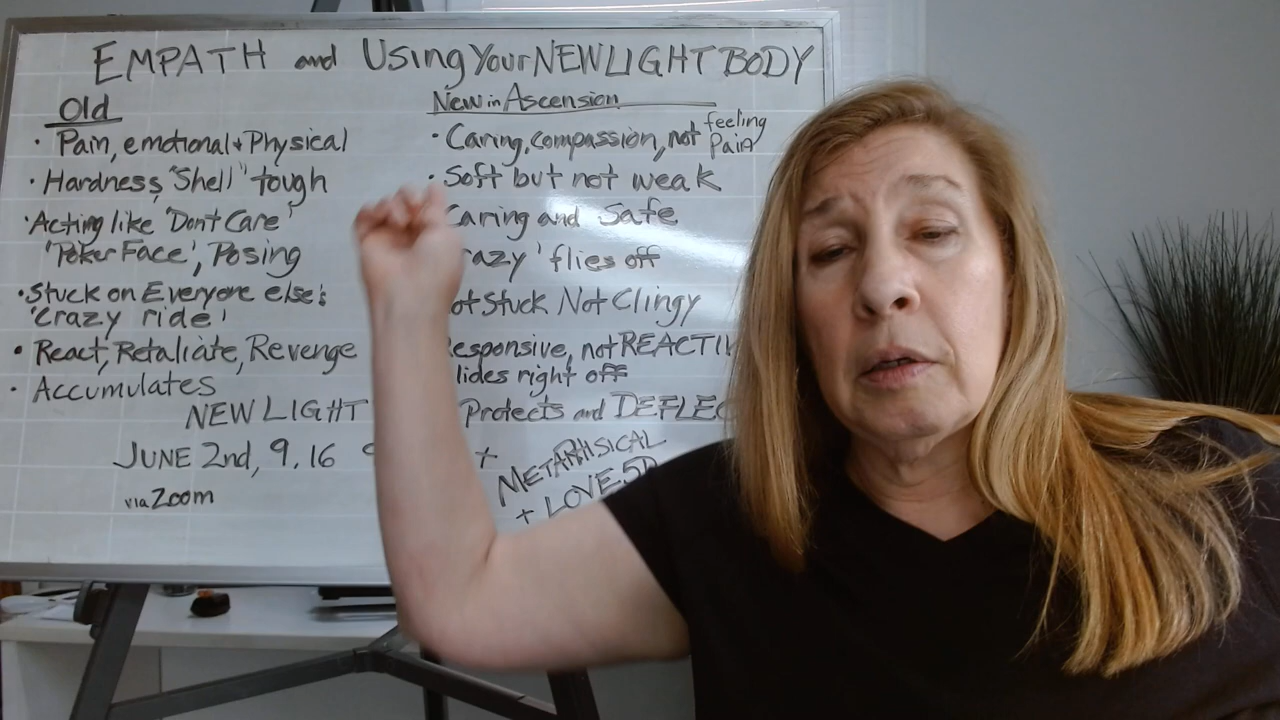 EMPATH and Using Your NEW LIGHT BODY
Old
• Pain, emotional + Physical
• Hardness, "Shell" tough
• Acting like 'Dont Care'
'Poker Face', Posing
• Stuck on Everyone else's
'Crazy ride'
• React, Retaliate, Revenge
• Accumulates
New in Ascension
• Caring, compassion, not feeling Pain
• Soft but not weak
Caring and Safe
razy' flies off
ot Stuck Not Clingy
esponsive, not REACTI
lides right off
NEW LIGHT
Protects and DEFLEC
JUNE 2nd, 9, 16
+
via Zoom
METAPHISICAL
+ LOVE 5D